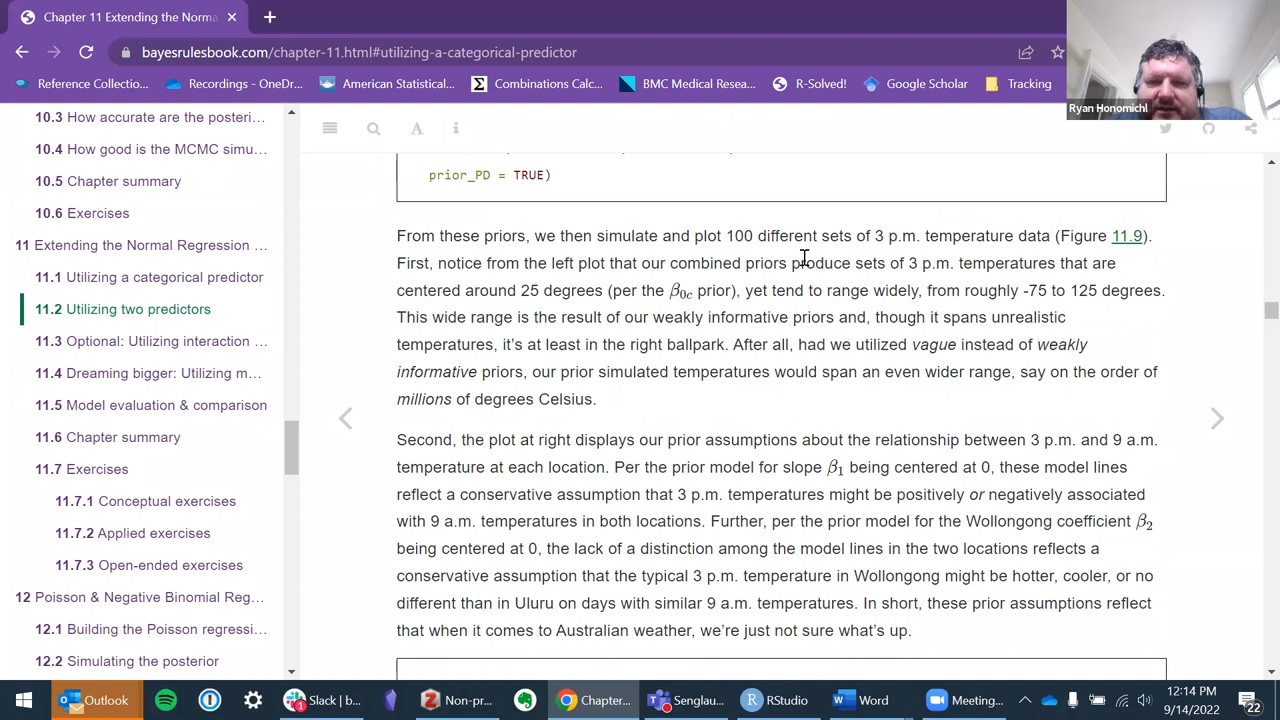 Chapter 11 Extending the Norma
bayesrulesbook.com/chapter-11.html#utilizing-a-categorical-predictor
Reference Collection...
Recordings - OneDr...
American Statistical...
Combinations Calc...
BMC Medical Resea...
R-Solved!
Google Scholar
Tracking
Ryan Honomichl
10.3 How accurate are the posteri...
10.4 How good is the MCMC simu...
10.5 Chapter summary
10.6 Exercises
11 Extending the Normal Regression ...
11.1 Utilizing a categorical predictor
11.2 Utilizing two predictors
11.3 Optional: Utilizing interaction ...
11.4 Dreaming bigger: Utilizing m...
11.5 Model evaluation & comparison
11.6 Chapter summary
11.7 Exercises
11.7.1 Conceptual exercises
11.7.2 Applied exercises
11.7.3 Open-ended exercises
12 Poisson & Negative Binomial Reg...
12.1 Building the Poisson regressi...
12.2 Simulating the posterior
prior_PD = TRUE)
From these priors, we then simulate and plot 100 different sets of 3 p.m. temperature data (Figure 11.9).
First, notice from the left plot that our combined priors produce sets of 3 p.m. temperatures that are
centered around 25 degrees (per the β0c prior), yet tend to range widely, from roughly -75 to 125 degrees.
This wide range is the result of our weakly informative priors and, though it spans unrealistic
temperatures, it's at least in the right ballpark. After all, had we utilized vague instead of weakly
informative priors, our prior simulated temperatures would span an even wider range, say on the order of
millions of degrees Celsius.
Second, the plot at right displays our prior assumptions about the relationship between 3 p.m. and 9 a.m.
temperature at each location. Per the prior model for slope β1 being centered at 0, these model lines
reflect a conservative assumption that 3 p.m. temperatures might be positively or negatively associated
with 9 a.m. temperatures in both locations. Further, per the prior model for the Wollongong coefficient β2
being centered at 0, the lack of a distinction among the model lines in the two locations reflects a
conservative assumption that the typical 3 p.m. temperature in Wollongong might be hotter, cooler, or no
different than in Uluru on days with similar 9 a.m. temperatures. In short, these prior assumptions reflect
that when it comes to Australian weather, we're just not sure what's up.
Outlook
Slack | b...
Non-pro...
Chapter...
Senglau...
RStudio
Word
Meeting...
12:14 PM
9/14/2022
22